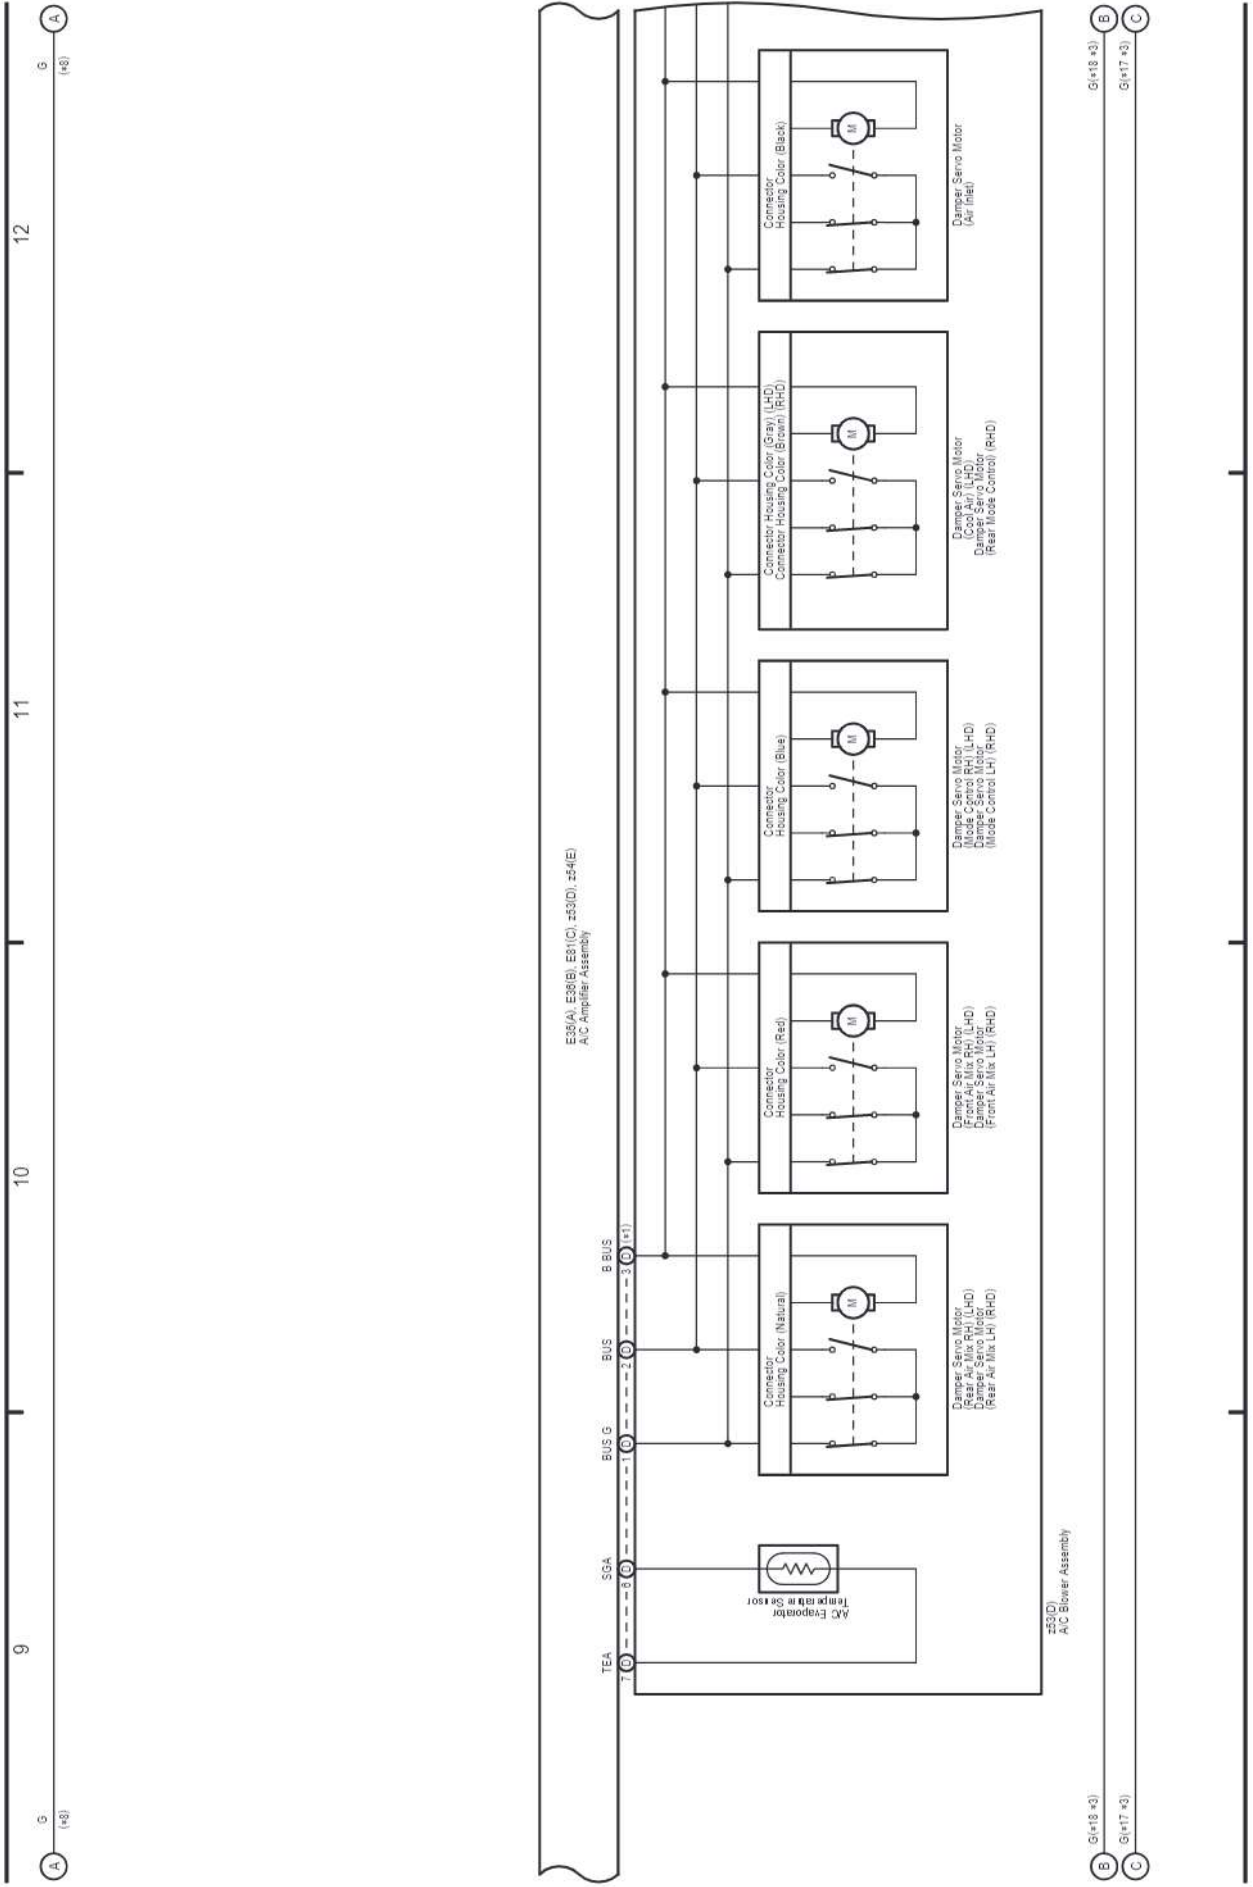 9
10
11
12
A
G
(*8)
G
(*8)
A
E35(A), E36(B), E81(C), z53(D), z54(E)
A/C Amplifier Assembly
TEA
SGA
BUS G
BUS
B BUS
7
D
6
D
1
D
2
D
3
D
(*1)
A/C Evaporator
Temperature Sensor
Connector
Housing Color (Natural)
M
Damper Servo Motor
(Rear Air Mix RH) (LHD)
Damper Servo Motor
(Rear Air Mix LH) (RHD)
Connector
Housing Color (Red)
M
Damper Servo Motor
(Front Air Mix RH) (LHD)
Damper Servo Motor
(Front Air Mix LH) (RHD)
Connector
Housing Color (Blue)
M
Damper Servo Motor
(Mode Control RH) (LHD)
Damper Servo Motor
(Mode Control LH) (RHD)
Connector Housing Color (Gray) (LHD)
Connector Housing Color (Brown) (RHD)
M
Damper Servo Motor
(Cool Air) (LHD)
Damper Servo Motor
(Rear Mode Control) (RHD)
Connector
Housing Color (Black)
M
Damper Servo Motor
(Air Inlet)
z53(D)
A/C Blower Assembly
B
G(*18 *3)
G(*18 *3)
B
C
G(*17 *3)
G(*17 *3)
C